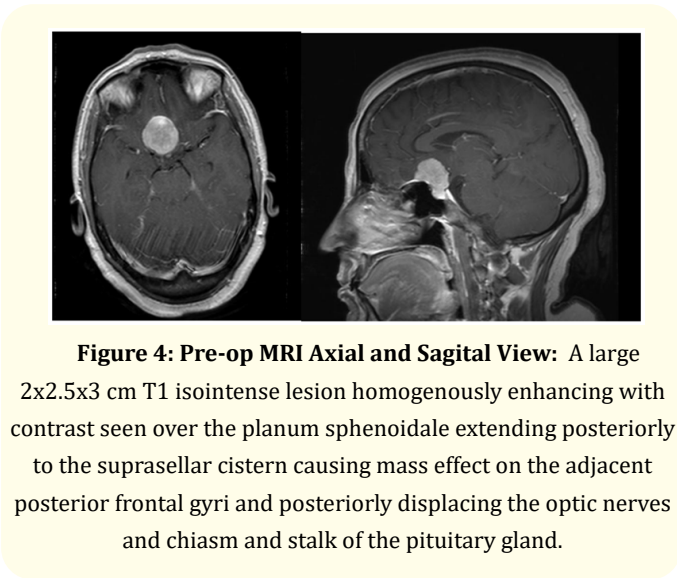 Figure 4: Pre-op MRI Axial and Sagital View: A large
2x2.5x3 cm T1 isointense lesion homogenously enhancing with
contrast seen over the planum sphenoidale extending posteriorly
to the suprasellar cistern causing mass effect on the adjacent
posterior frontal gyri and posteriorly displacing the optic nerves
and chiasm and stalk of the pituitary gland.